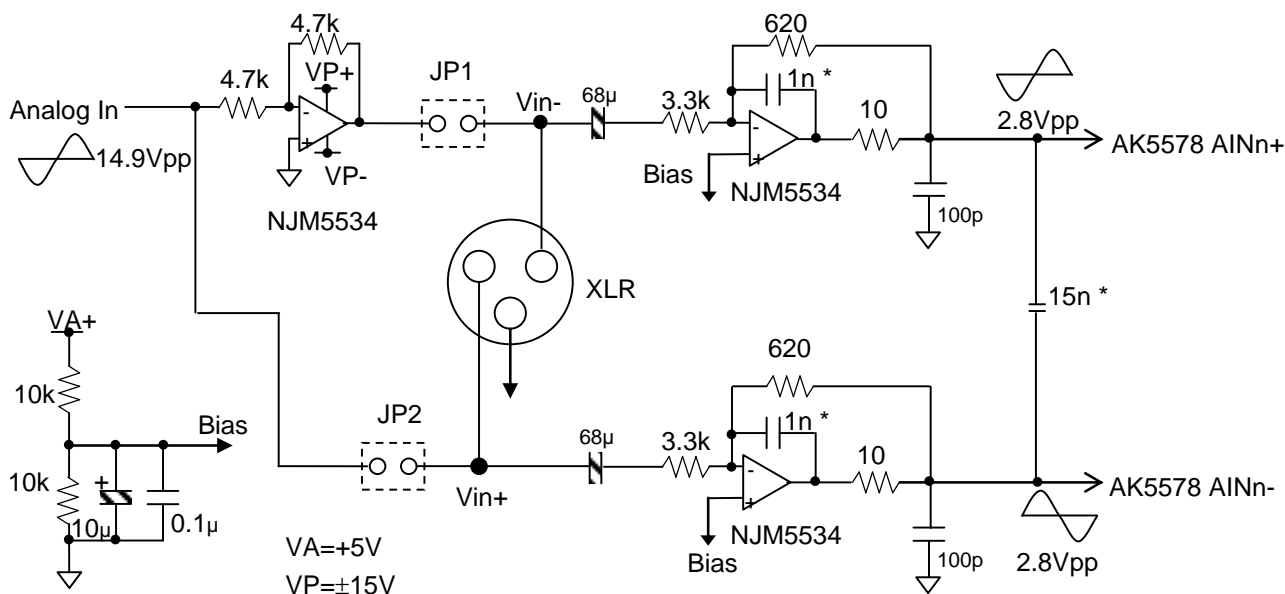 4.7k
620
4.7k
VP+
JP1
Vin-
68µ
3.3k
1n *
10
2.8Vpp
Analog In
14.9Vpp
-
+
VP-
NJM5534
-
+
Bias
NJM5534
AK5578 AINn+
100p
XLR
15n *
VA+
10k
Bias
10k
+
10µ
0.1µ
JP2
Vin+
620
68µ
3.3k
1n *
10
-
+
Bias
NJM5534
AK5578 AINn-
100p
2.8Vpp
VA=+5V
VP=±15V